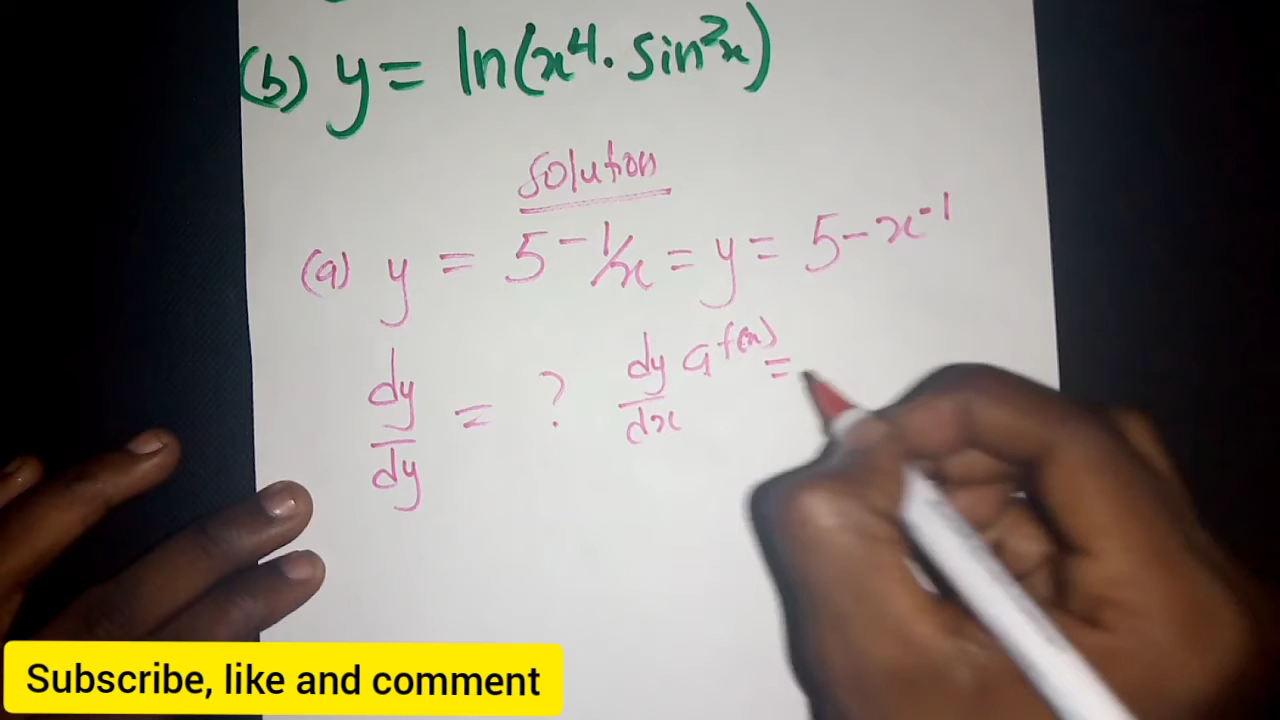 (b) y = ln(x⁴. sin²x)
Solution
(a) y = 5^(-1/x) = y = 5^(-x^(-1))
dy/dy = ? dy/dx a^(f(x)) =
Subscribe, like and comment